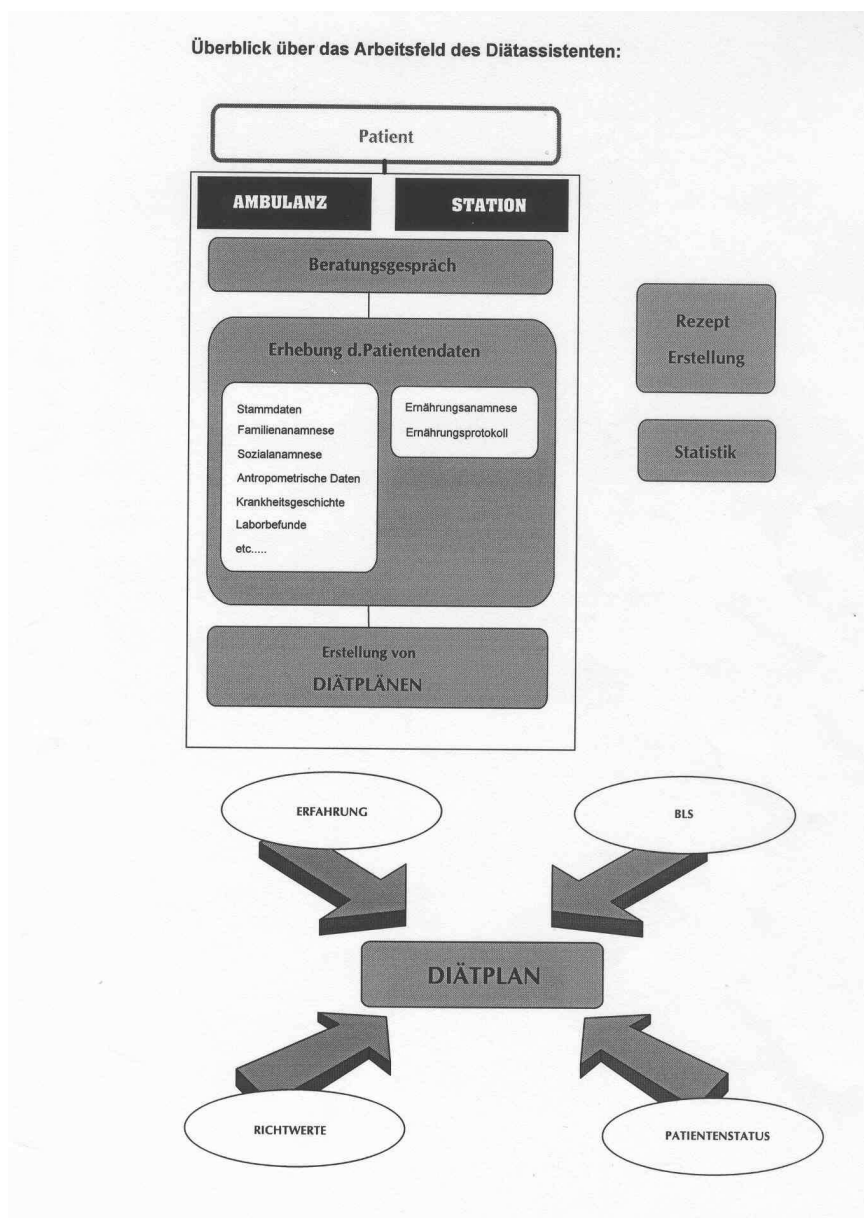 Überblick über das Arbeitsfeld des Diätassistenten:
Patient
AMBULANZ
STATION
Beratungsgespräch
Erhebung d.Patientendaten
Stammdaten
Familienanamnese
Sozialanamnese
Antropometrische Daten
Krankheitsgeschichte
Laborbefunde
etc.....
Ernährungsanamnese
Ernährungsprotokoll
Erstellung von
DIÄTPLÄNEN
Rezept
Erstellung
Statistik
ERFAHRUNG
BLS
DIÄTPLAN
RICHTWERTE
PATIENTENSTATUS